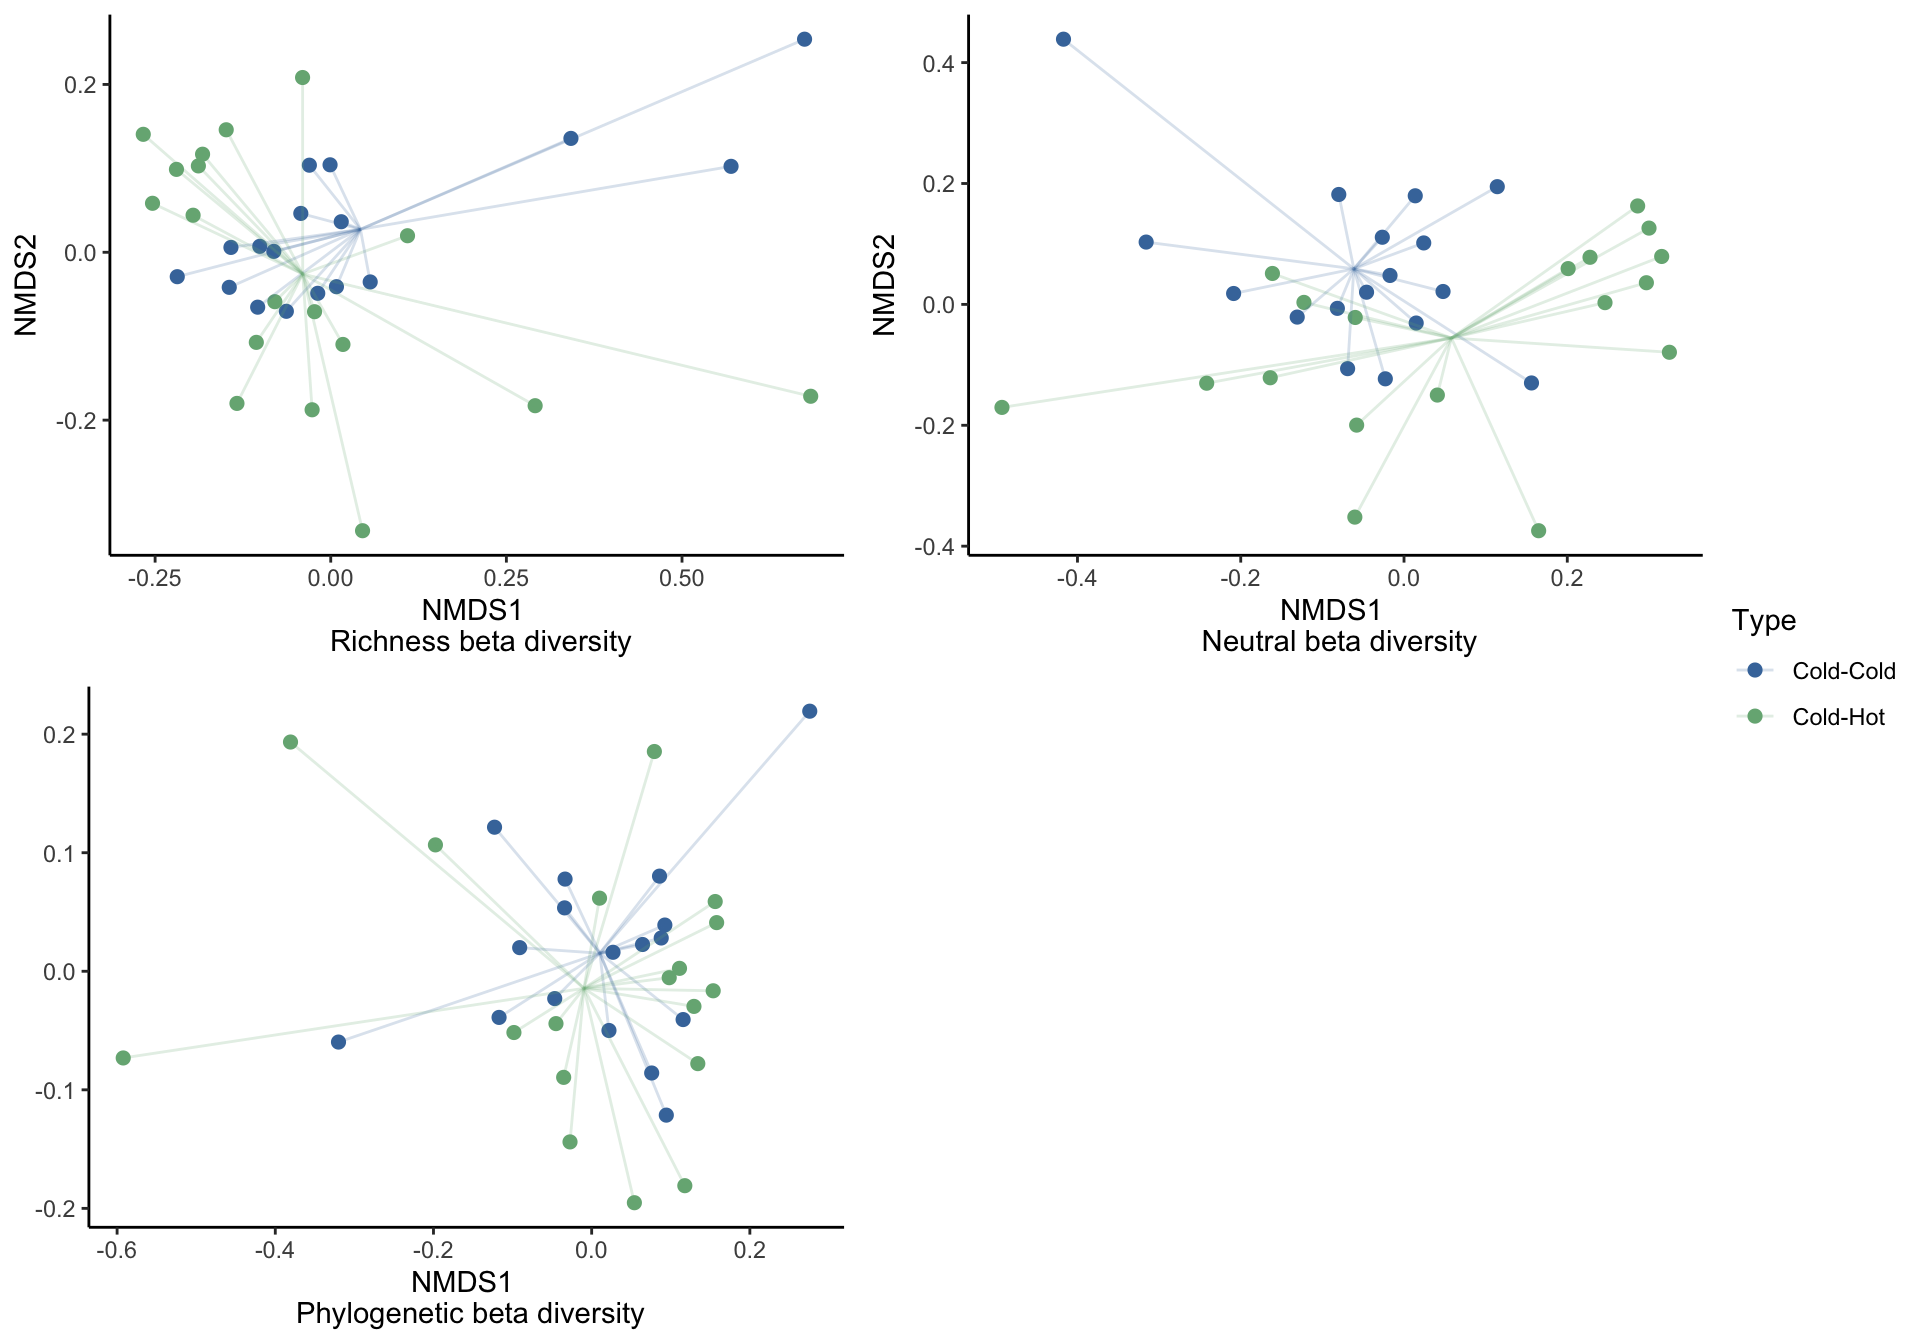 NMDS2
0.2
0.0
-0.2
-0.25 0.00 0.25 0.50
NMDS1
Richness beta diversity
NMDS2
0.4
0.2
0.0
-0.2
-0.4
-0.4 -0.2 0.0 0.2
NMDS1
Neutral beta diversity
Type
Cold-Cold
Cold-Hot
0.2
0.1
0.0
-0.1
-0.2
-0.6 -0.4 -0.2 0.0 0.2
NMDS1
Phylogenetic beta diversity